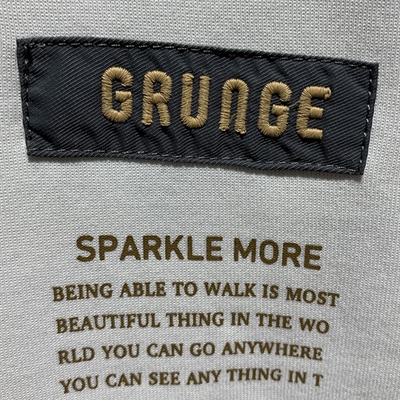 GRUNGE
SPARKLE MORE
BEING ABLE TO WALK IS MOST
BEAUTIFUL THING IN THE WO
RLD YOU CAN GO ANYWHERE
YOU CAN SEE ANY THING IN T